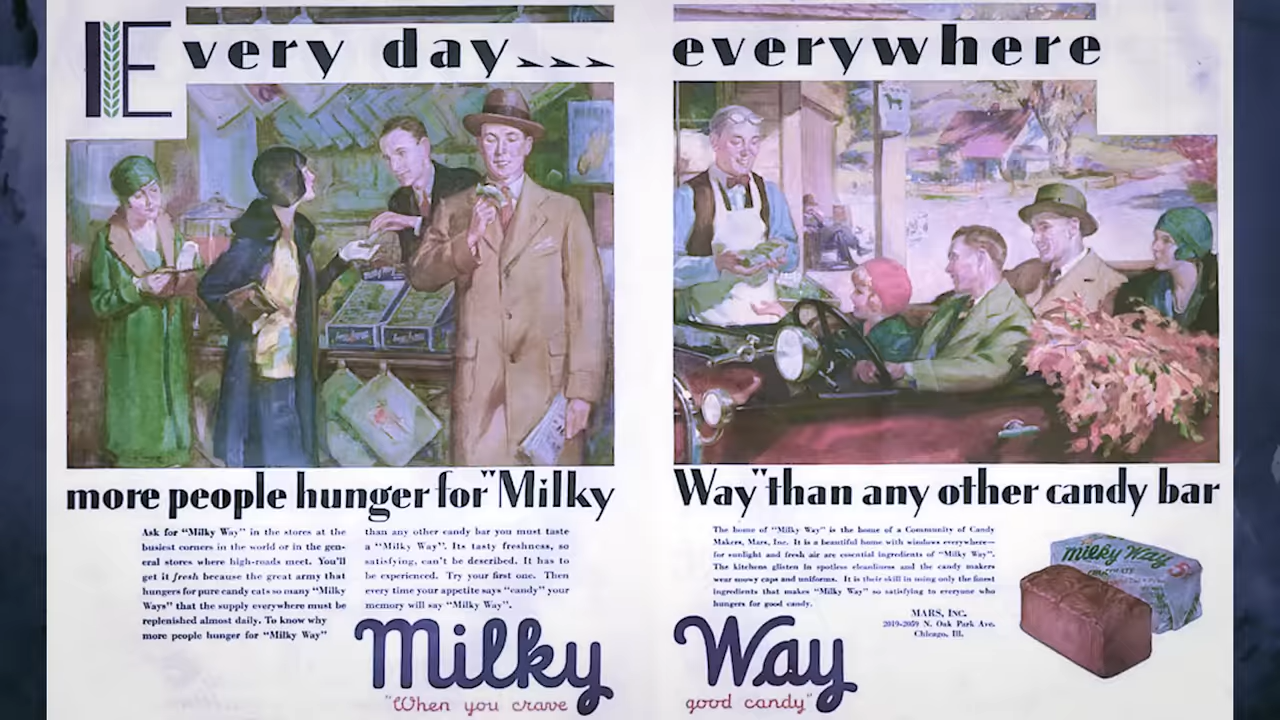 Every day... everywhere
more people hunger for "Milky Way" than any other candy bar
Ask for "Milky Way" in the stores at the
busiest corners in the world or in the gen-
eral stores where high-roads meet. You'll
get it fresh because the great army that
hungers for pure candy eats so many "Milky
Ways" that the supply everywhere must be
replenished almost daily. To know why
more people hunger for "Milky Way"
than any other candy bar you must taste
a "Milky Way". Its tasty freshness, so
satisfying, can't be described. It has to
be experienced. Try your first one. Then
every time your appetite says "candy" your
memory will say "Milky Way".
The home of "Milky Way" is the home of a Community of Candy
Makers, Mars, Inc. It is a beautiful home with windows everywhere—
for sunlight and fresh air are essential ingredients of "Milky Way".
The kitchens glisten in spotless cleanliness and the candy makers
wear snowy caps and uniforms. It is their skill in using only the finest
ingredients that makes "Milky Way" so satisfying to everyone who
hungers for good candy.
MARS, INC.
2019-2059 N. Oak Park Ave.
Chicago, Ill.
Milky Way
Milky Way
"When you crave good candy"